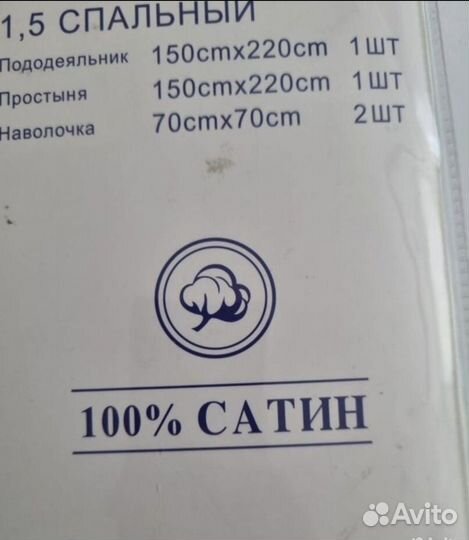 1,5 СПАЛЬНЫЙ
Пододеяльник 150cmx220cm 1ШТ
Простыня 150cmx220cm 1ШТ
Наволочка 70cmx70cm 2ШТ
100% САТИН
Avito